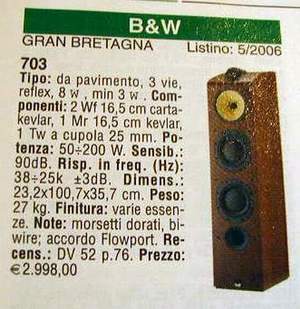 B&W
GRAN BRETAGNA Listino: 5/2006
703
Tipo: da pavimento, 3 vie,
reflex, 8 w , min 3 w . Com-
ponenti: 2 Wf 16,5 cm carta-
kevlar, 1 Mr 16,5 cm kevlar,
1 Tw a cupola 25 mm. Po-
tenza: 50÷200 W. Sensib.:
90dB. Risp. in freq. (Hz):
38÷25k ±3dB. Dimens.:
23,2x100,7x35,7 cm. Peso:
27 kg. Finitura: varie essen-
ze. Note: morsetti dorati, bi-
wire; accordo Flowport. Re-
cens.: DV 52 p.76. Prezzo:
€2.998,00